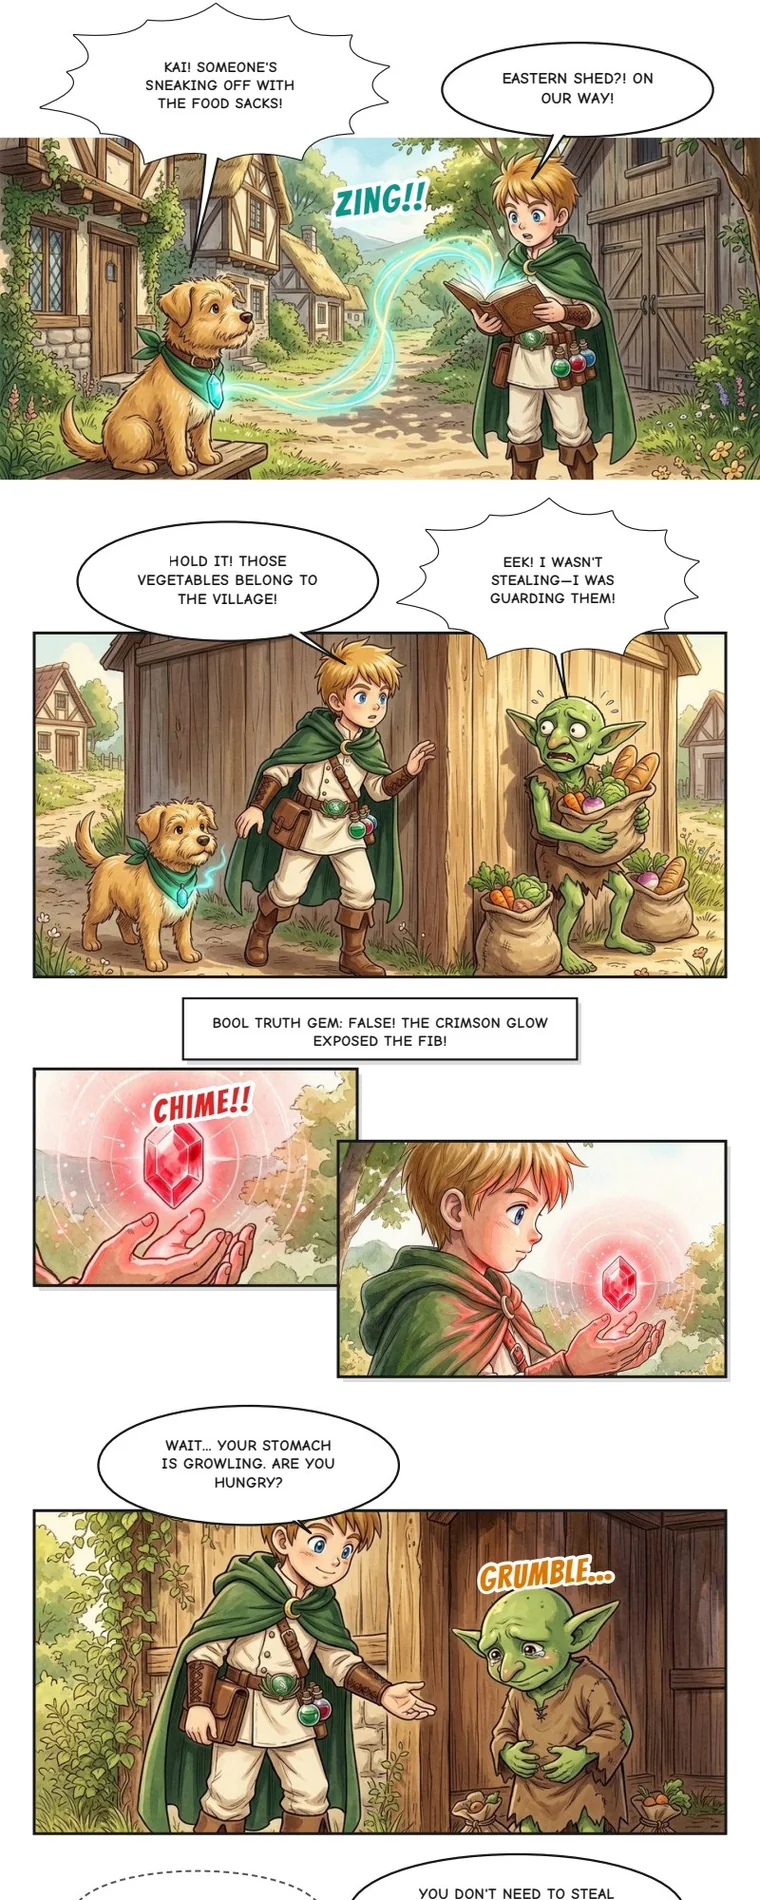 KAI! SOMEONE'S
SNEAKING OFF WITH
THE FOOD SACKS!
EASTERN SHED?! ON
OUR WAY!
ZING!!
HOLD IT! THOSE
VEGETABLES BELONG TO
THE VILLAGE!
EEK! I WASN'T
STEALING—I WAS
GUARDING THEM!
BOOL TRUTH GEM: FALSE! THE CRIMSON GLOW
EXPOSED THE FIB!
CHIME!!
WAIT... YOUR STOMACH
IS GROWLING. ARE YOU
HUNGRY?
GRUMBLE...
YOU DON'T NEED TO STEAL